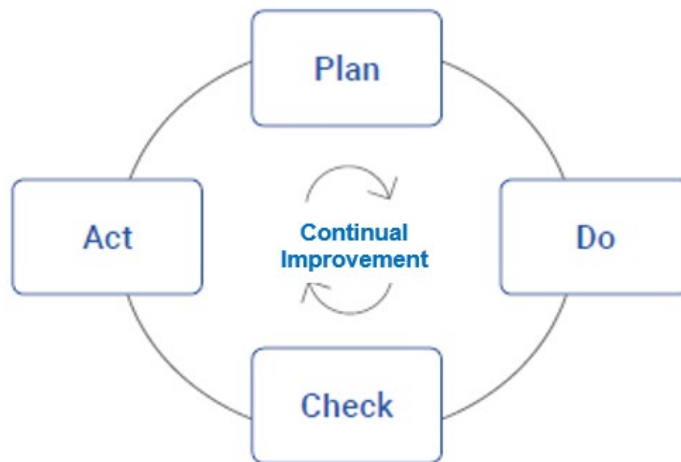 Plan
Act
Continual
Improvement
Do
Check